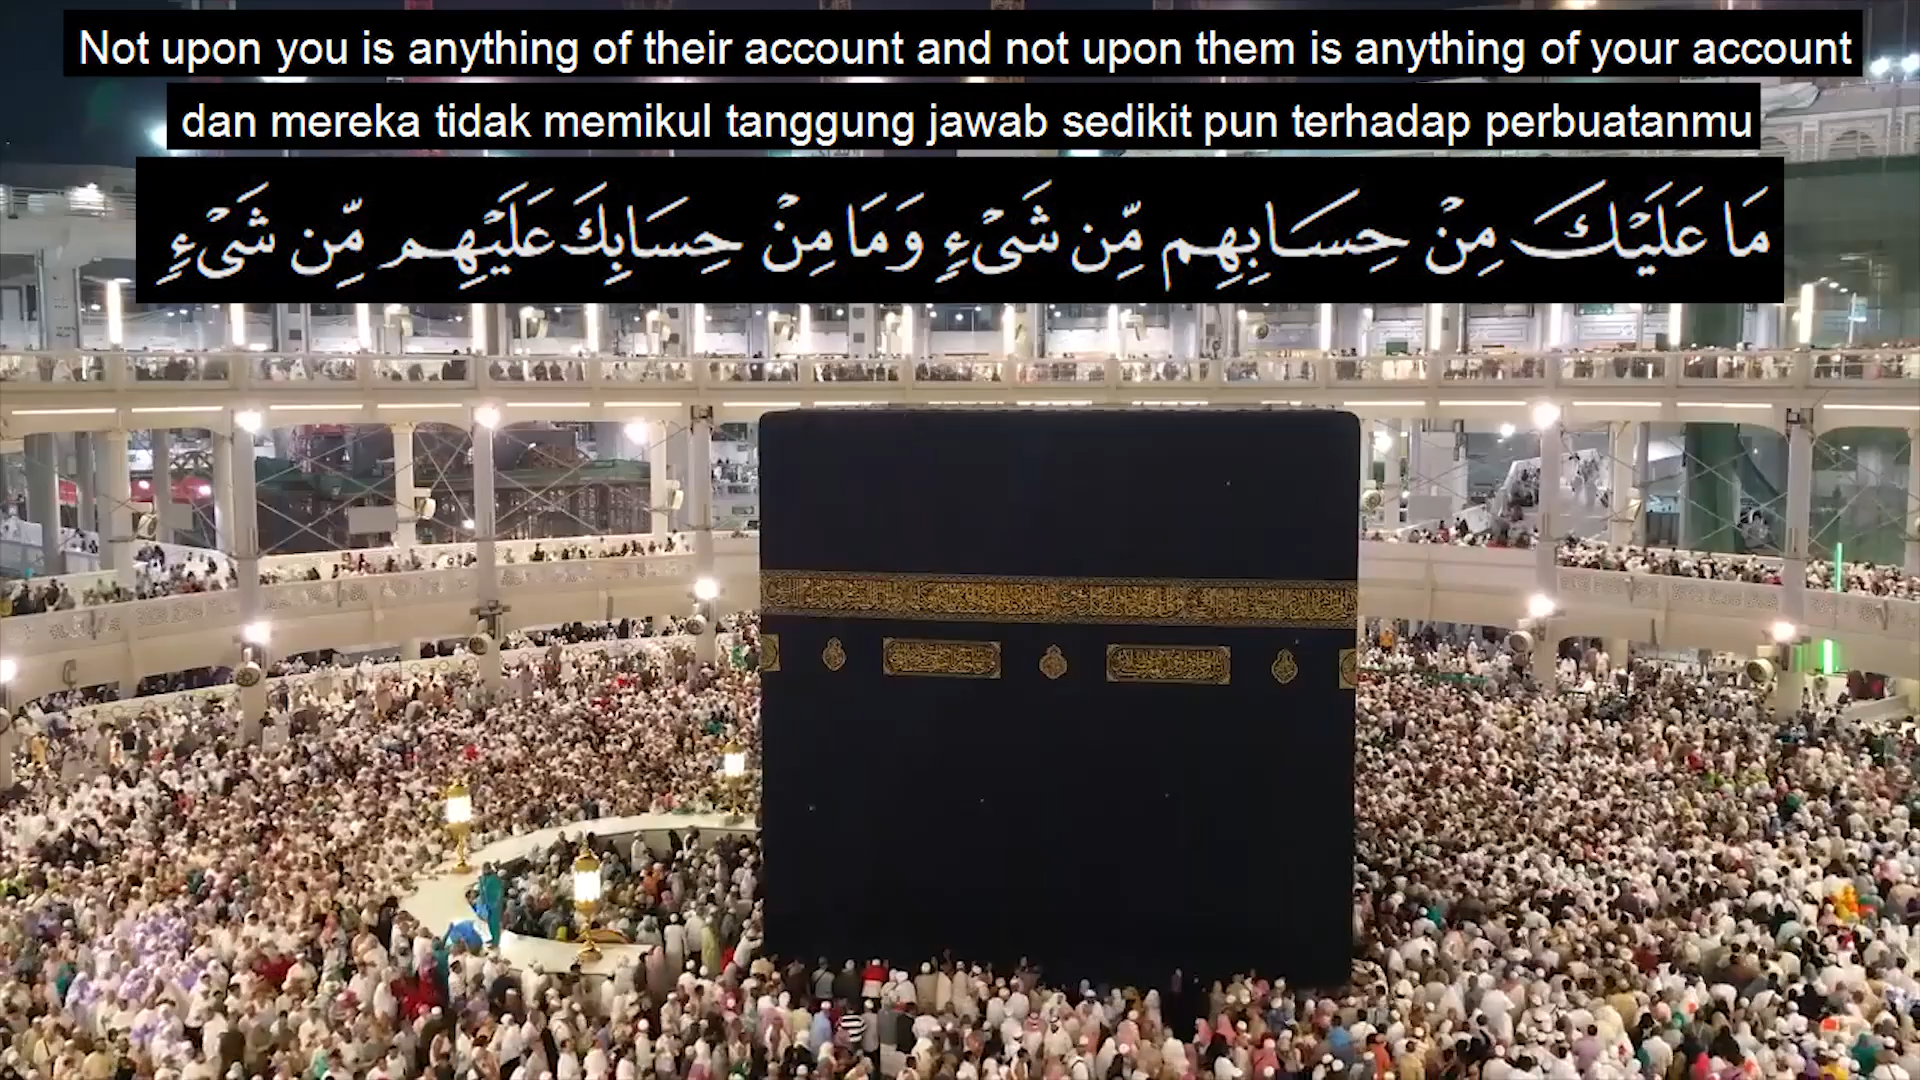 Not upon you is anything of their account and not upon them is anything of your account
dan mereka tidak memikul tanggung jawab sedikit pun terhadap perbuatanmu
مَا عَلَيْكَ مِنْ حِسَابِهِم مِّن شَىْءٍ وَمَا مِنْ حِسَابِكَ عَلَيْهِم مِّن شَىْءٍ